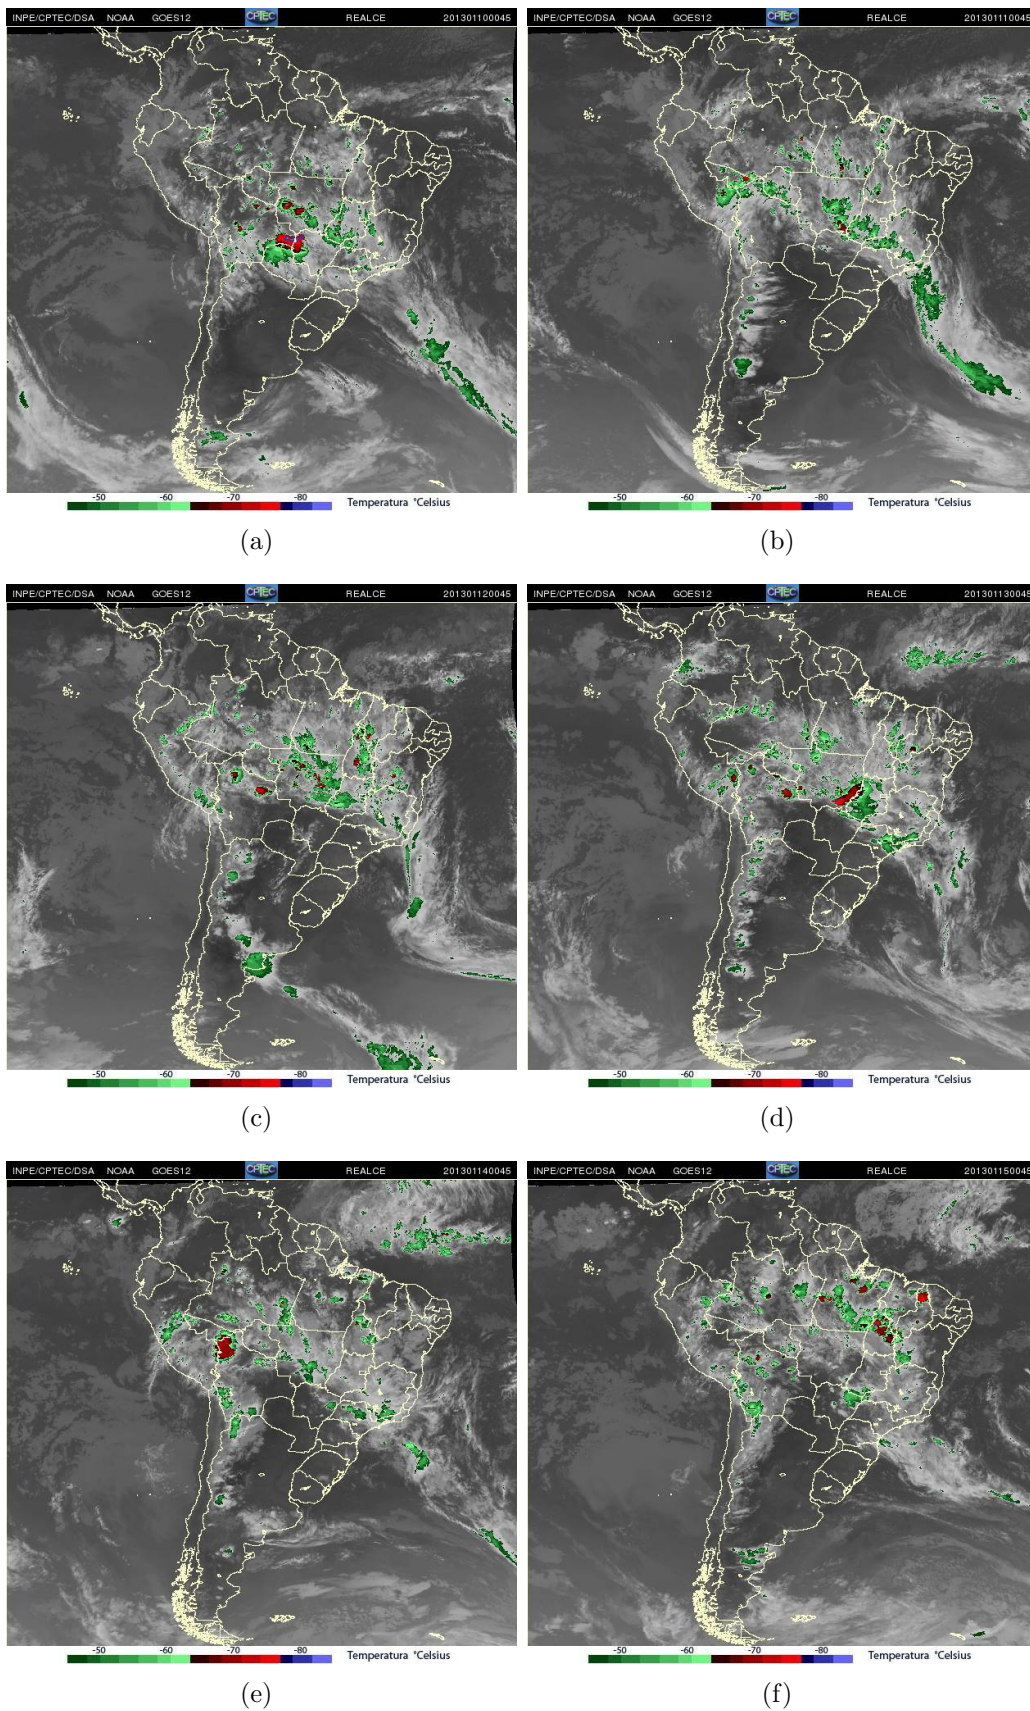 INPE/CPTEC/DSA NOAA GOES12 CPTEC REALCE 201301100045
INPE/CPTEC/DSA NOAA GOES12 CPTEC REALCE 201301110045
-50 -60 -70 -80 Temperatura °Celsius
-50 -60 -70 -80 Temperatura °Celsius
(a)
(b)
INPE/CPTEC/DSA NOAA GOES12 CPTEC REALCE 201301120045
INPE/CPTEC/DSA NOAA GOES12 CPTEC REALCE 201301130045
-50 -60 -70 -80 Temperatura °Celsius
-50 -60 -70 -80 Temperatura °Celsius
(c)
(d)
INPE/CPTEC/DSA NOAA GOES12 CPTEC REALCE 201301140045
INPE/CPTEC/DSA NOAA GOES12 CPTEC REALCE 201301150045
-50 -60 -70 -80 Temperatura °Celsius
-50 -60 -70 -80 Temperatura °Celsius
(e)
(f)